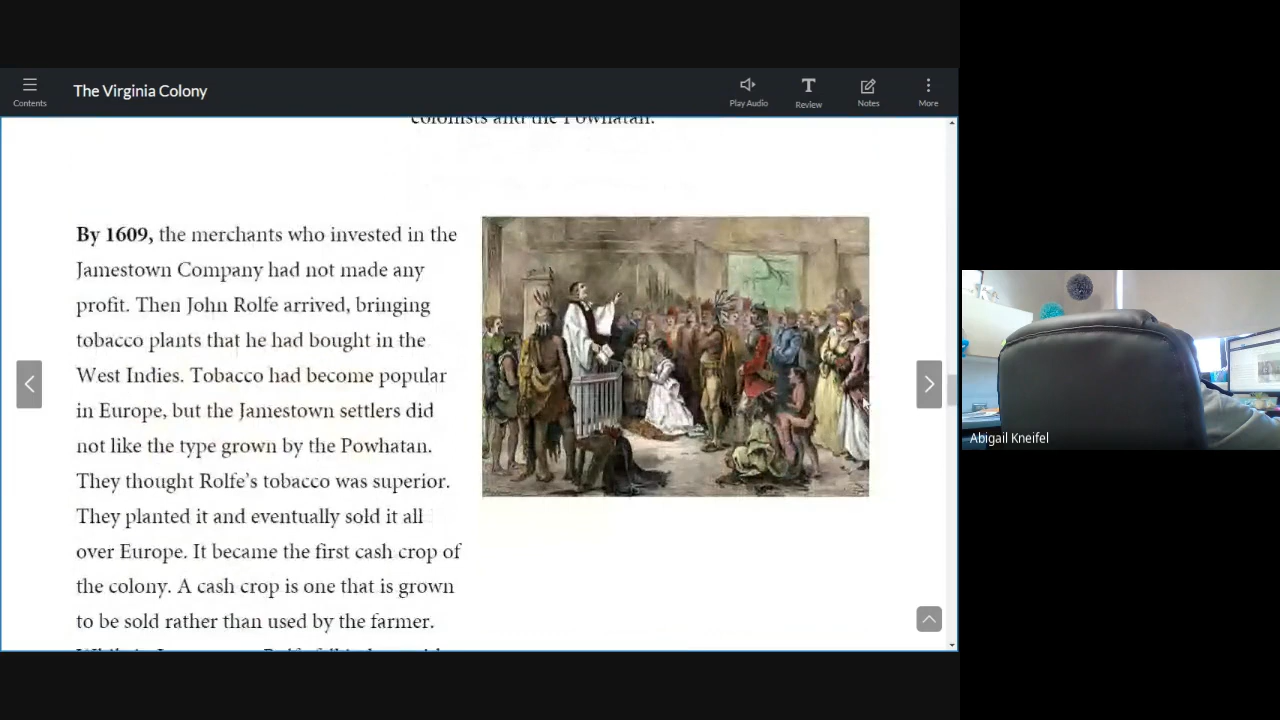 Contents
The Virginia Colony
Play Audio
Review
Notes
More
colonists and the Powhatan.
By 1609, the merchants who invested in the
Jamestown Company had not made any
profit. Then John Rolfe arrived, bringing
tobacco plants that he had bought in the
West Indies. Tobacco had become popular
in Europe, but the Jamestown settlers did
not like the type grown by the Powhatan.
They thought Rolfe's tobacco was superior.
They planted it and eventually sold it all
over Europe. It became the first cash crop of
the colony. A cash crop is one that is grown
to be sold rather than used by the farmer.
Abigail Kneifel